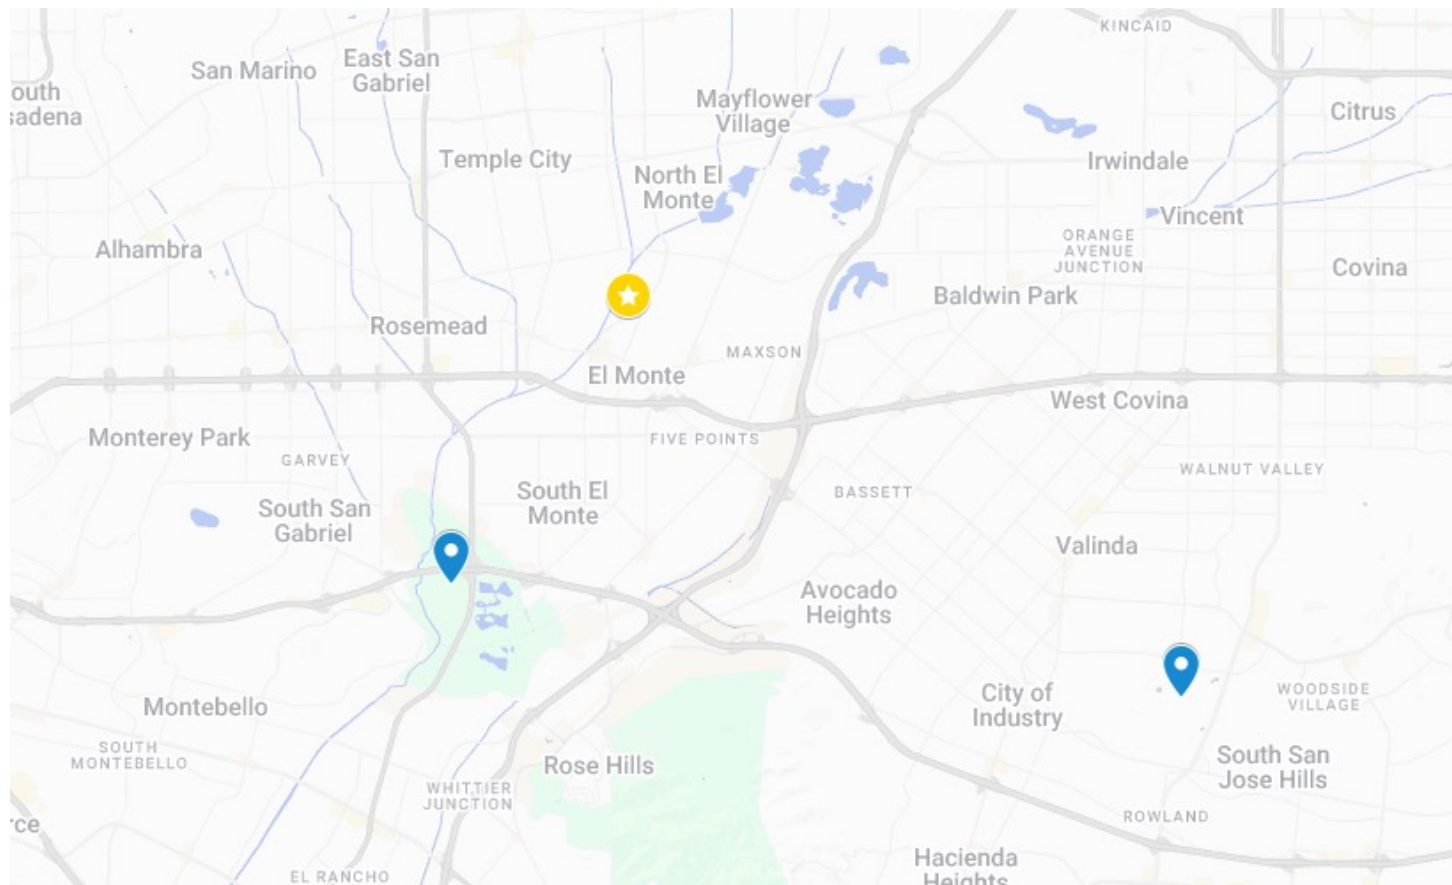 KINCAID
San Marino
East San
Gabriel
outh
sadena
Mayflower
Village
Citrus
Temple City
North El
Monte
Irwindale
Vincent
Alhambra
ORANGE
AVENUE
JUNCTION
Covina
Baldwin Park
Rosemead
MAXSON
El Monte
West Covina
Monterey Park
FIVE POINTS
GARVEY
WALNUT VALLEY
South El
Monte
BASSETT
South San
Gabriel
Valinda
Avocado
Heights
City of
Industry
WOODSIDE
VILLAGE
Montebello
SOUTH
MONTEBELLO
Rose Hills
South San
Jose Hills
WHITTIER
JUNCTION
ROWLAND
rce
Hacienda
Heights
EL RANCHO